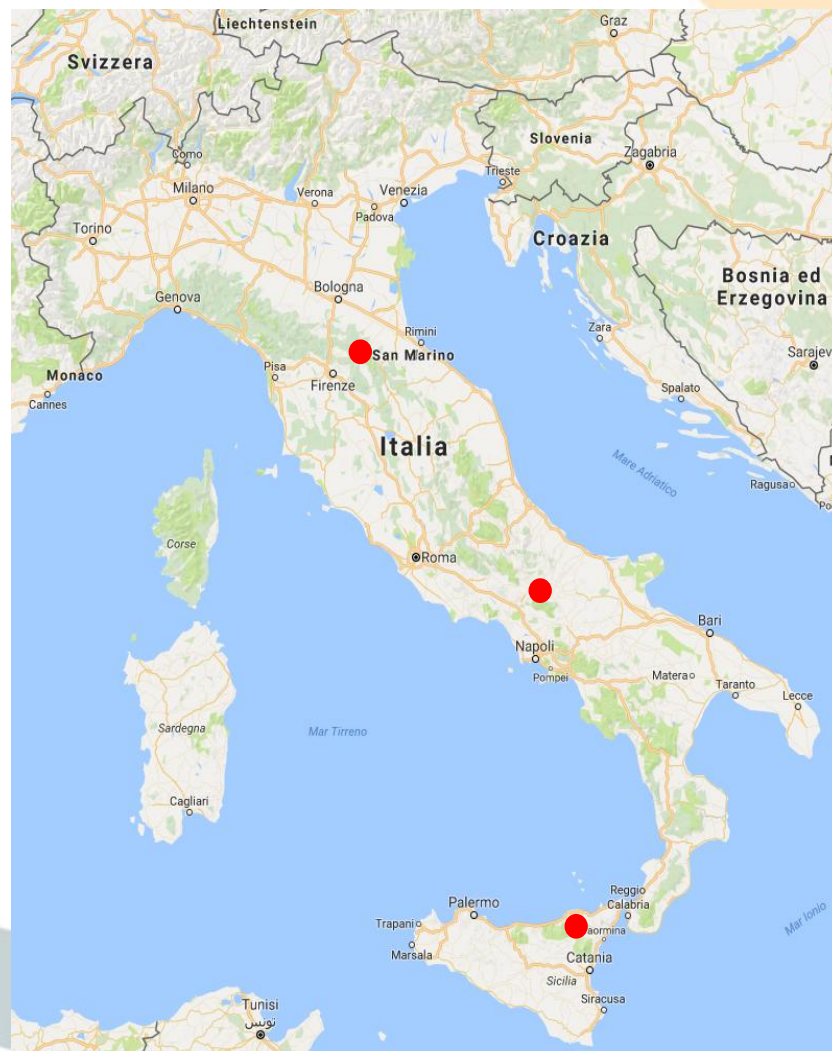 Liechtenstein
Graz
Svizzera
Slovenia
Zagabria
Como
Trieste
Milano
Verona
Venezia
Padova
Torino
Croazia
Bosnia ed
Erzegovina
Bologna
Genova
Rimini
Zara
San Marino
Sarajev
Pisa
Monaco
Firenze
Cannes
Spalato
Italia
Mare Adriatico
Ragusa
Corse
Roma
Bari
Napoli
Pompei
Matera
Taranto
Lecce
Sardegna
Mar Tirreno
Cagliari
Reggio
Calabria
Palermo
Trapani
aormina
Mar Ionio
Marsala
Catania
Sicilia
Siracusa
Tunisi
تونس